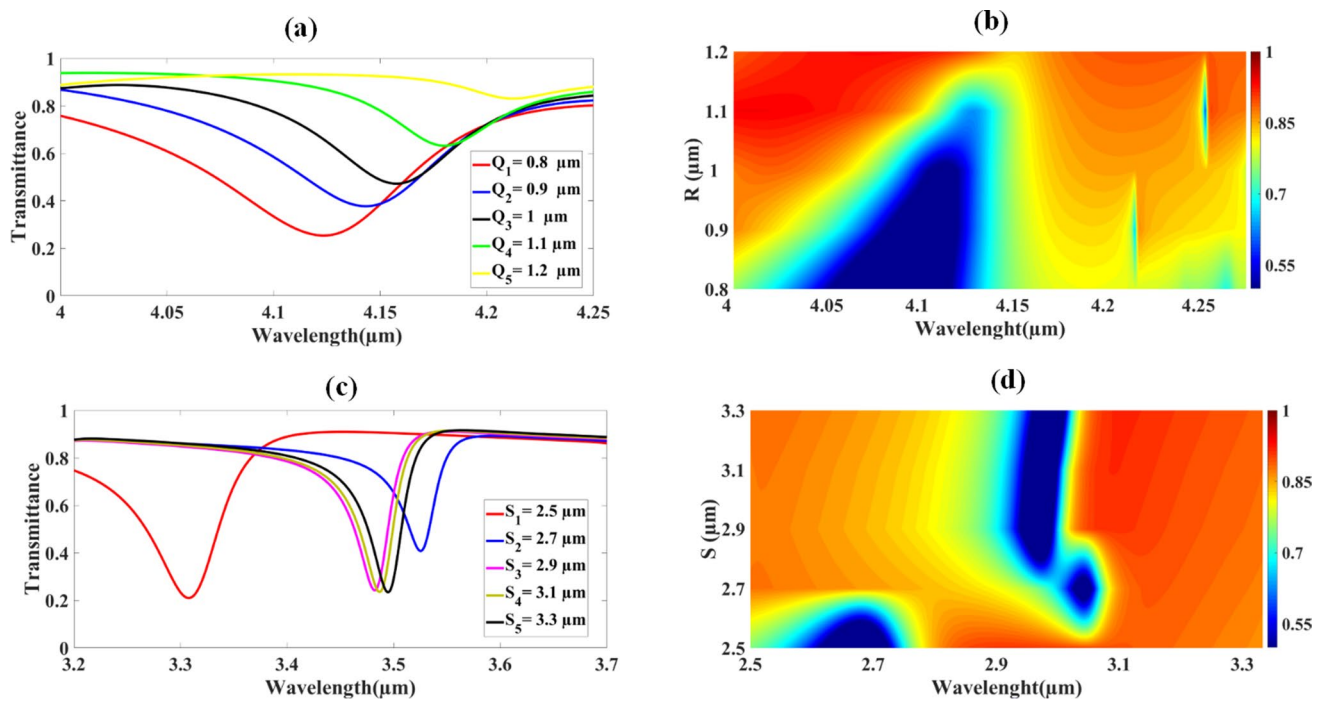 (a)
1
0.8
0.6
0.4
0.2
0
Transmittance
Q1= 0.8 µm
Q2= 0.9 µm
Q3= 1 µm
Q4= 1.1 µm
Q5= 1.2 µm
4 4.05 4.1 4.15 4.2 4.25
Wavelength(µm)
(b)
1.2
1.1
1
0.9
0.8
R (µm)
4 4.05 4.1 4.15 4.2 4.25
Wavelenght(µm)
1
0.85
0.7
0.55
(c)
1
0.8
0.6
0.4
0.2
0
Transmittance
S1= 2.5 µm
S2= 2.7 µm
S3= 2.9 µm
S4= 3.1 µm
S5= 3.3 µm
3.2 3.3 3.4 3.5 3.6 3.7
Wavelength(µm)
(d)
3.3
3.1
2.9
2.7
2.5
S (µm)
2.5 2.7 2.9 3.1 3.3
Wavelenght(µm)
1
0.85
0.7
0.55